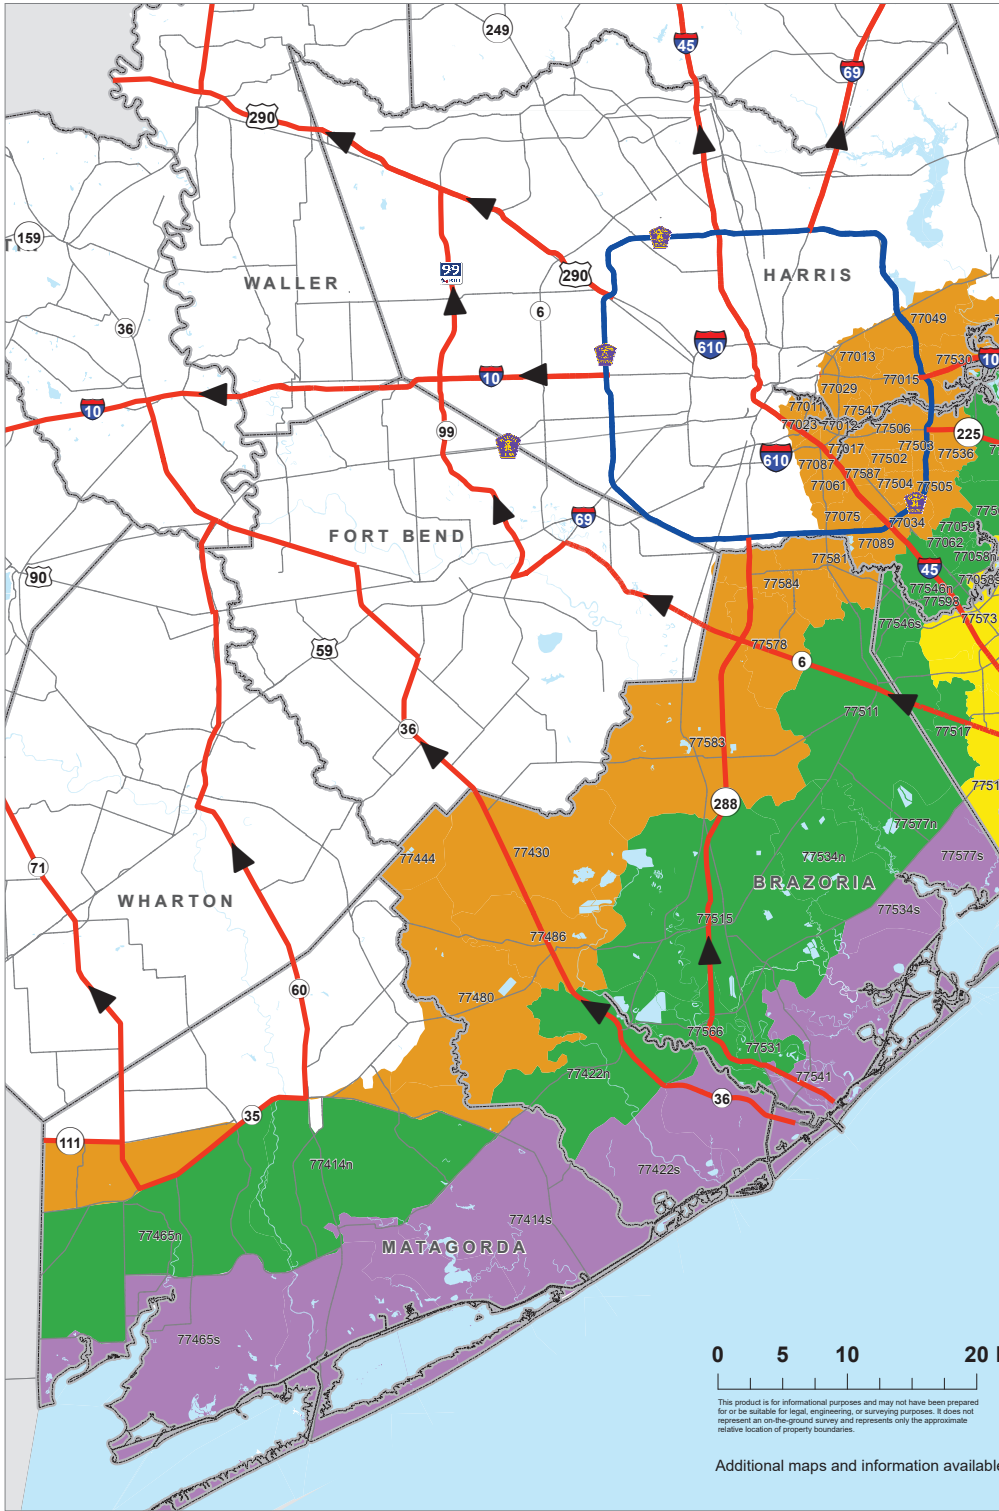 249
45
69
290
159
WALLER
290
HARRIS
99
6
36
77049
610
77013
77530
10
10
77015
77029
10
77011
77547
99
77023
77012
77506
225
77503
77017
77536
77502
610
77087
77587
77504
77505
77061
69
77075
77034
77059
FORT BEND
77062
77089
77058n
77581
45
90
77584
77546n
77058s
77598
77573
77546s
59
77578
6
77511
36
77517
77583
288
77577n
77444
77430
77534n
77577s
71
BRAZORIA
WHARTON
77534s
77515
77486
60
77480
77566
77531
77422n
77541
36
35
111
77414n
77422s
77414s
77465n
MATAGORDA
77465s
0 5 10 20
This product is for informational purposes and may not have been prepared
for or be suitable for legal, engineering, or surveying purposes. It does not
represent an on-the-ground survey and represents only the approximate
relative location of property boundaries.
Additional maps and information available